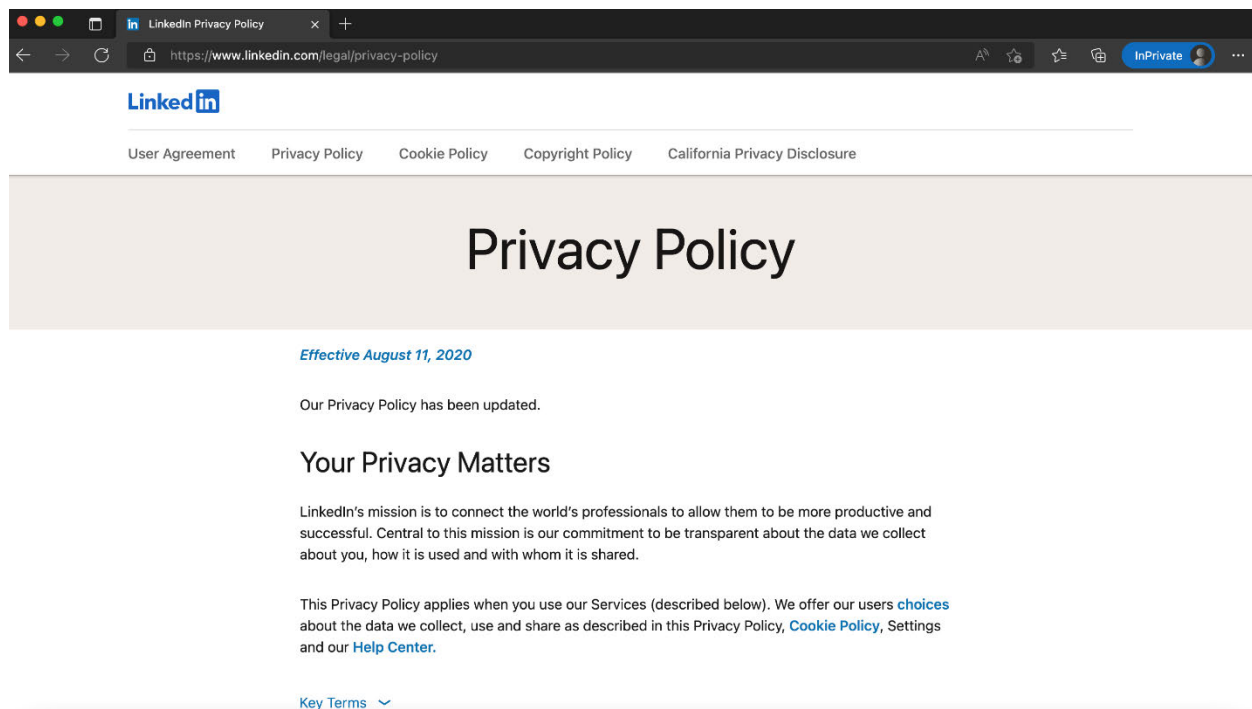 LinkedIn Privacy Policy
https://www.linkedin.com/legal/privacy-policy
InPrivate
Linkedin
User Agreement Privacy Policy Cookie Policy Copyright Policy California Privacy Disclosure
Privacy Policy
Effective August 11, 2020
Our Privacy Policy has been updated.
Your Privacy Matters
LinkedIn's mission is to connect the world's professionals to allow them to be more productive and
successful. Central to this mission is our commitment to be transparent about the data we collect
about you, how it is used and with whom it is shared.
This Privacy Policy applies when you use our Services (described below). We offer our users choices
about the data we collect, use and share as described in this Privacy Policy, Cookie Policy, Settings
and our Help Center.
Key Terms